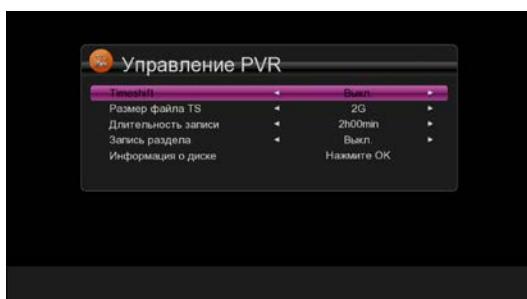 Управление PVR
Timeshift Выкл.
Размер файла TS 2G
Длительность записи 2h00min
Запись раздела Выкл.
Информация о диске Нажмите OK